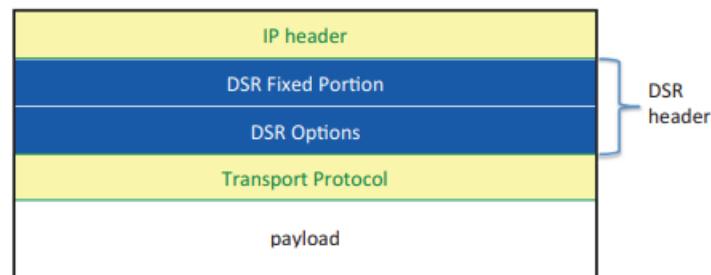 IP header
DSR Fixed Portion
DSR Options
DSR
header
Transport Protocol
payload